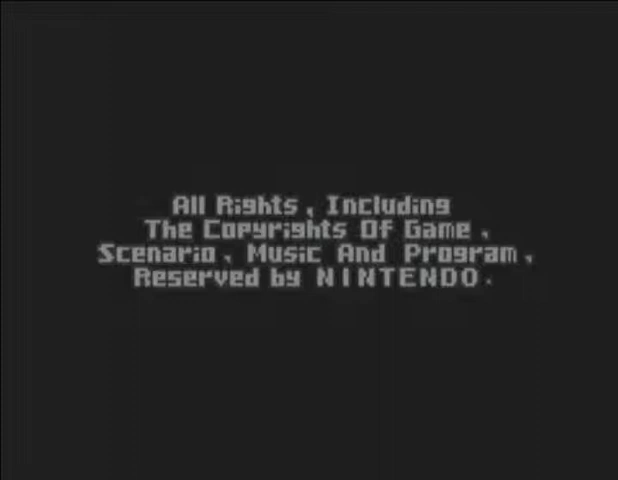 All Rights, Including
The Copyrights Of Game,
Scenario, Music And Program,
Reserved by NINTENDO.